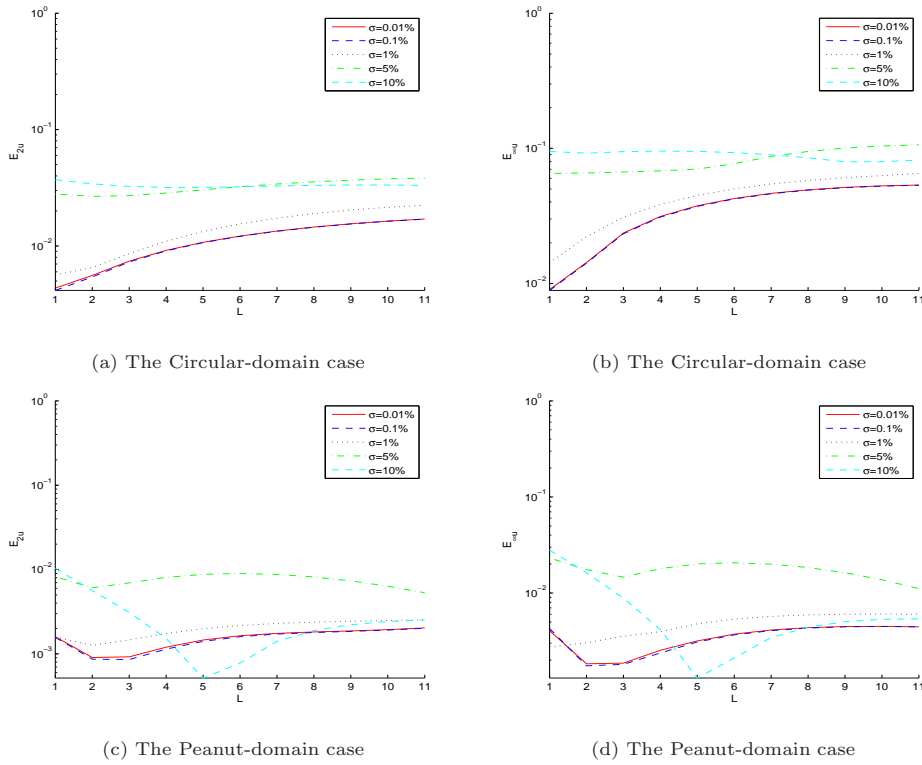 10^0
10^-1
10^-2
E_2u
1 2 3 4 5 6 7 8 9 10 11
L
σ=0.01%
σ=0.1%
σ=1%
σ=5%
σ=10%
(a) The Circular-domain case
10^0
10^-1
10^-2
E_∞u
1 2 3 4 5 6 7 8 9 10 11
L
σ=0.01%
σ=0.1%
σ=1%
σ=5%
σ=10%
(b) The Circular-domain case
10^0
10^-1
10^-2
10^-3
E_2u
1 2 3 4 5 6 7 8 9 10 11
L
σ=0.01%
σ=0.1%
σ=1%
σ=5%
σ=10%
(c) The Peanut-domain case
10^0
10^-1
10^-2
E_∞u
1 2 3 4 5 6 7 8 9 10 11
L
σ=0.01%
σ=0.1%
σ=1%
σ=5%
σ=10%
(d) The Peanut-domain case